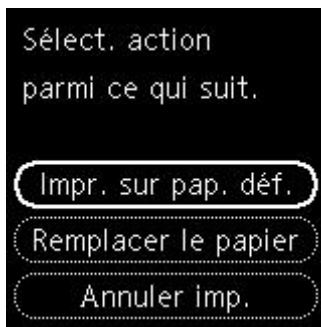 Sélect. action
parmi ce qui suit.
Impr. sur pap. déf.
Remplacer le papier
Annuler imp.